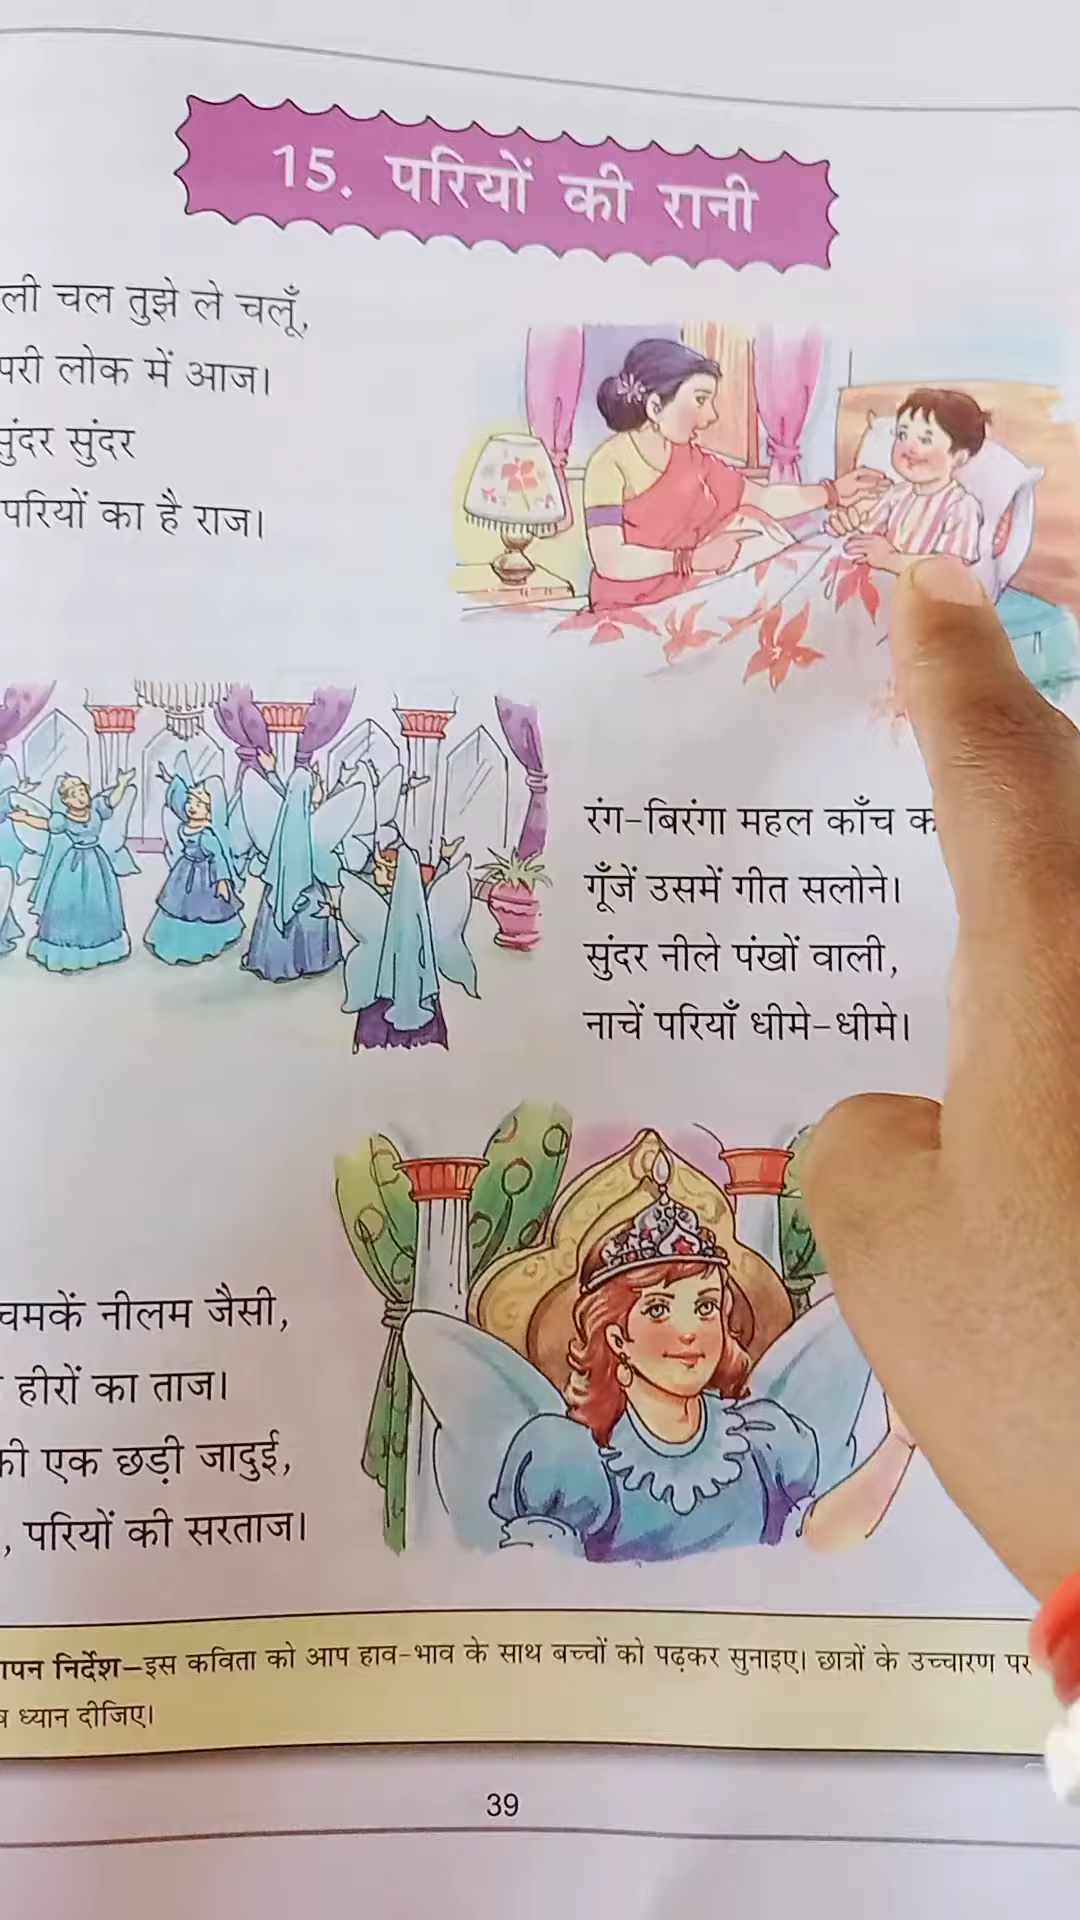 15. परियों की रानी
चल तुझे ले चलूँ,
परी लोक में आज।
सुंदर सुंदर
परियों का है राज।
रंग-बिरंगा महल काँच
गूँजें उसमें गीत सलोने।
सुंदर नीले पंखों वाली,
नाचें परियाँ धीमे-धीमे।
चमकें नीलम जैसी,
हीरों का ताज।
एक छड़ी जादुई,
, परियों की सरताज।
निर्देश–इस कविता को आप हाव-भाव के साथ बच्चों को पढ़कर सुनाइए। छात्रों के उच्चारण पर
ध्यान दीजिए।
39